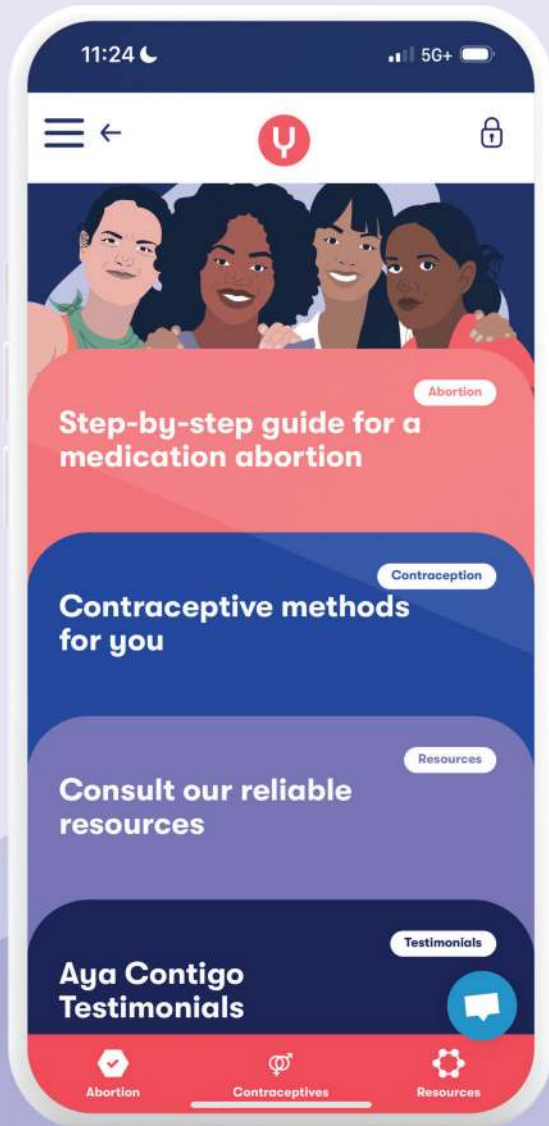 11:24
5G+
Abortion
Step-by-step guide for a
medication abortion
Contraception
Contraceptive methods
for you
Resources
Consult our reliable
resources
Testimonials
Aya Contigo
Testimonials
Abortion
Contraceptives
Resources